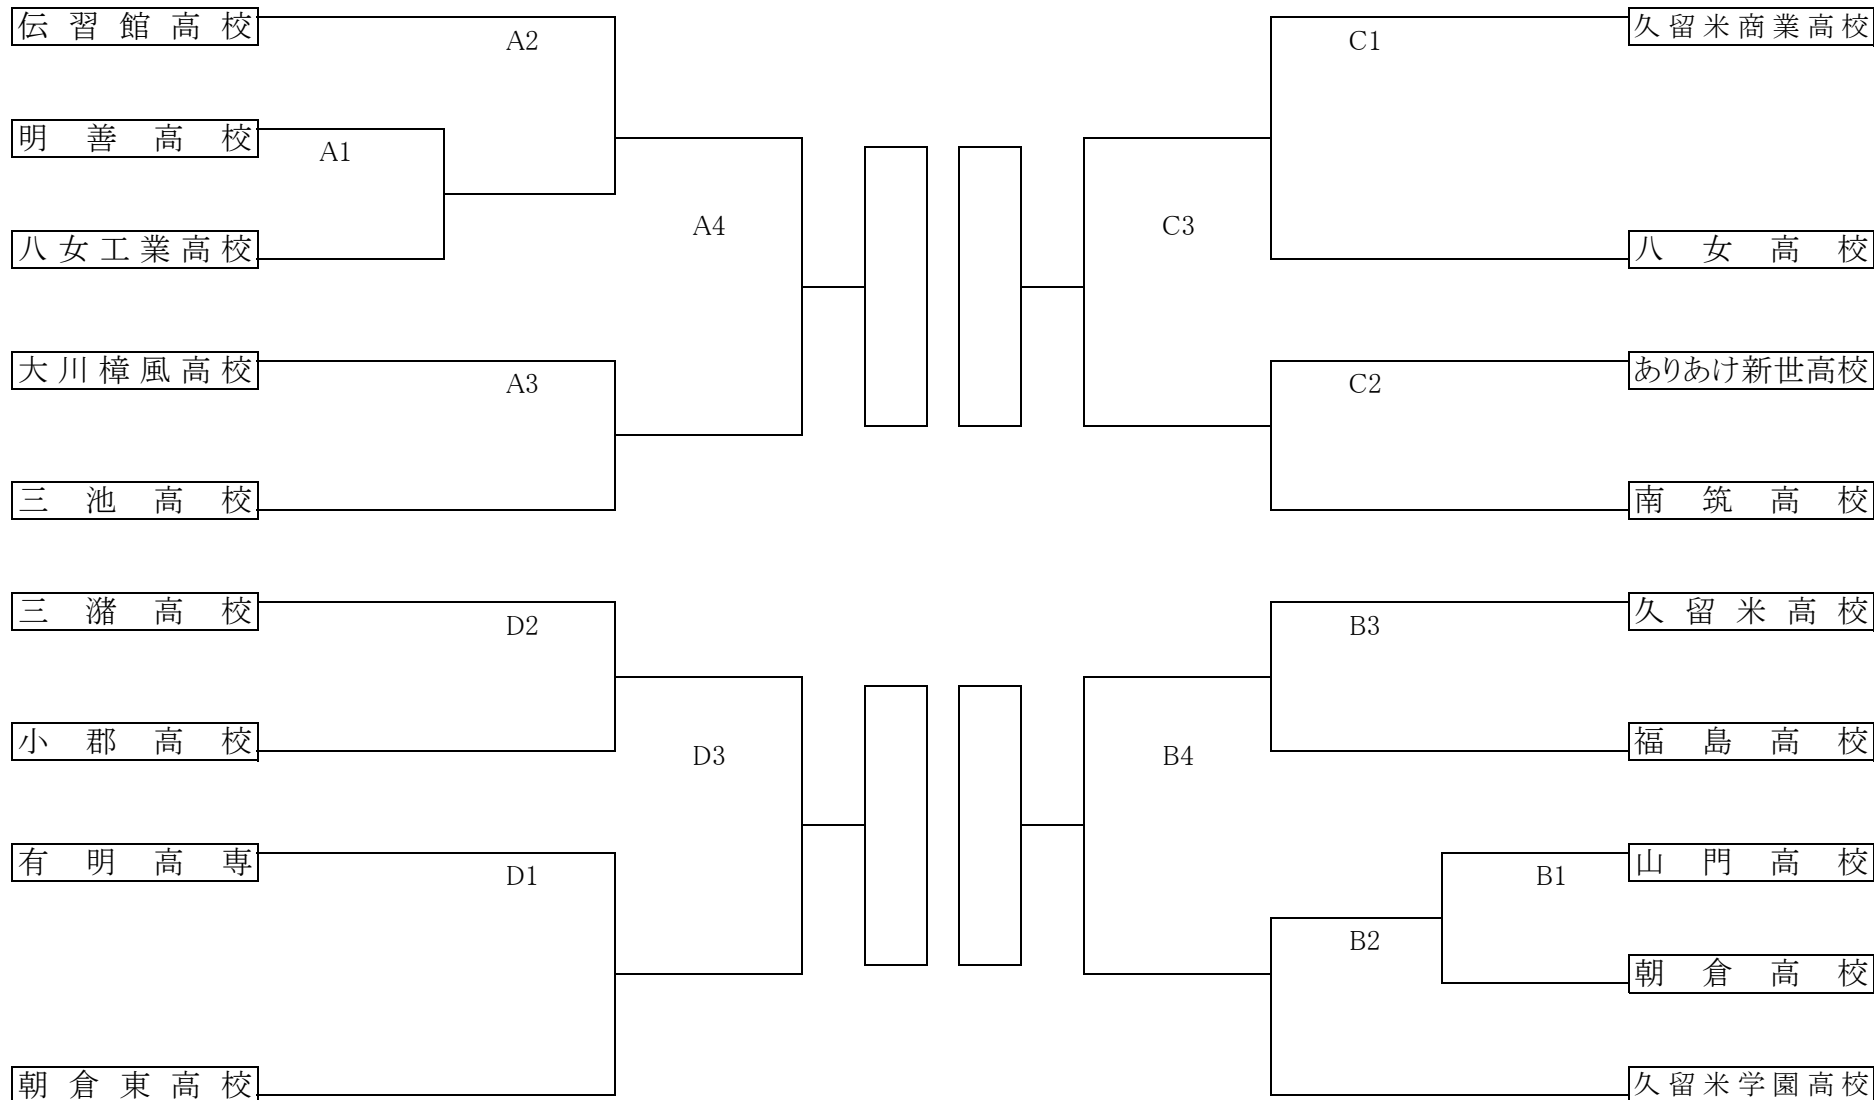 伝習館高校
A2
C1
久留米商業高校
明善高校
A1
八女工業高校
A4
C3
八女高校
大川樟風高校
A3
C2
ありあけ新世高校
三池高校
南筑高校
三潴高校
D2
B3
久留米高校
小郡高校
D3
B4
福島高校
有明高専
D1
B1
山門高校
B2
朝倉高校
朝倉東高校
久留米学園高校